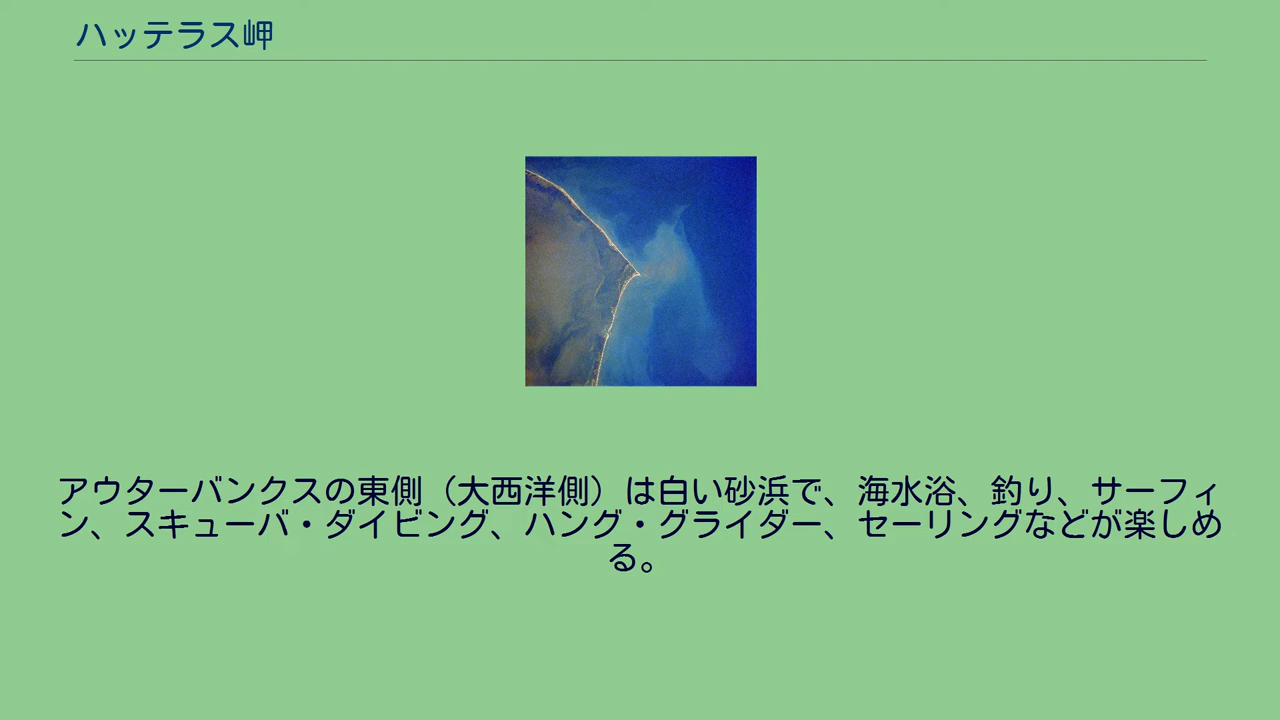 ハッテラス岬
アウターバンクスの東側（大西洋側）は白い砂浜で、海水浴、釣り、サーフィ
ン、スキューバ・ダイビング、ハング・グライダー、セーリングなどが楽しめ
る。